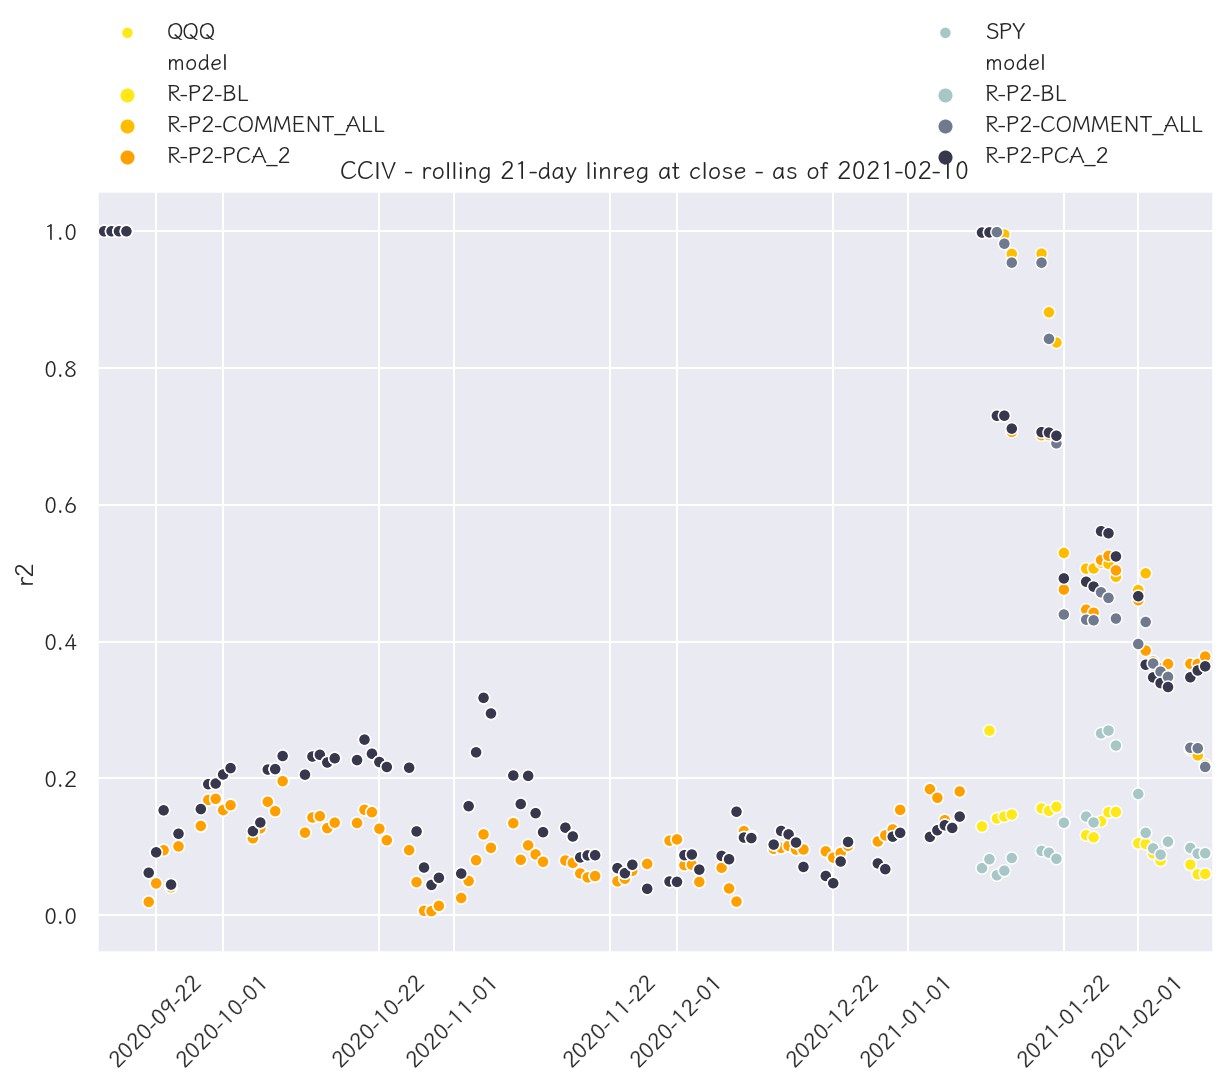 QQQ
model
R-P2-BL
R-P2-COMMENT_ALL
R-P2-PCA_2
SPY
model
R-P2-BL
R-P2-COMMENT_ALL
R-P2-PCA_2
CCIV - rolling 21-day linreg at close - as of 2021-02-10
1.0
0.8
0.6
0.4
0.2
0.0
r2
2020-09-22
2020-10-01
2020-10-22
2020-11-01
2020-11-22
2020-12-01
2020-12-22
2021-01-01
2021-01-22
2021-02-01